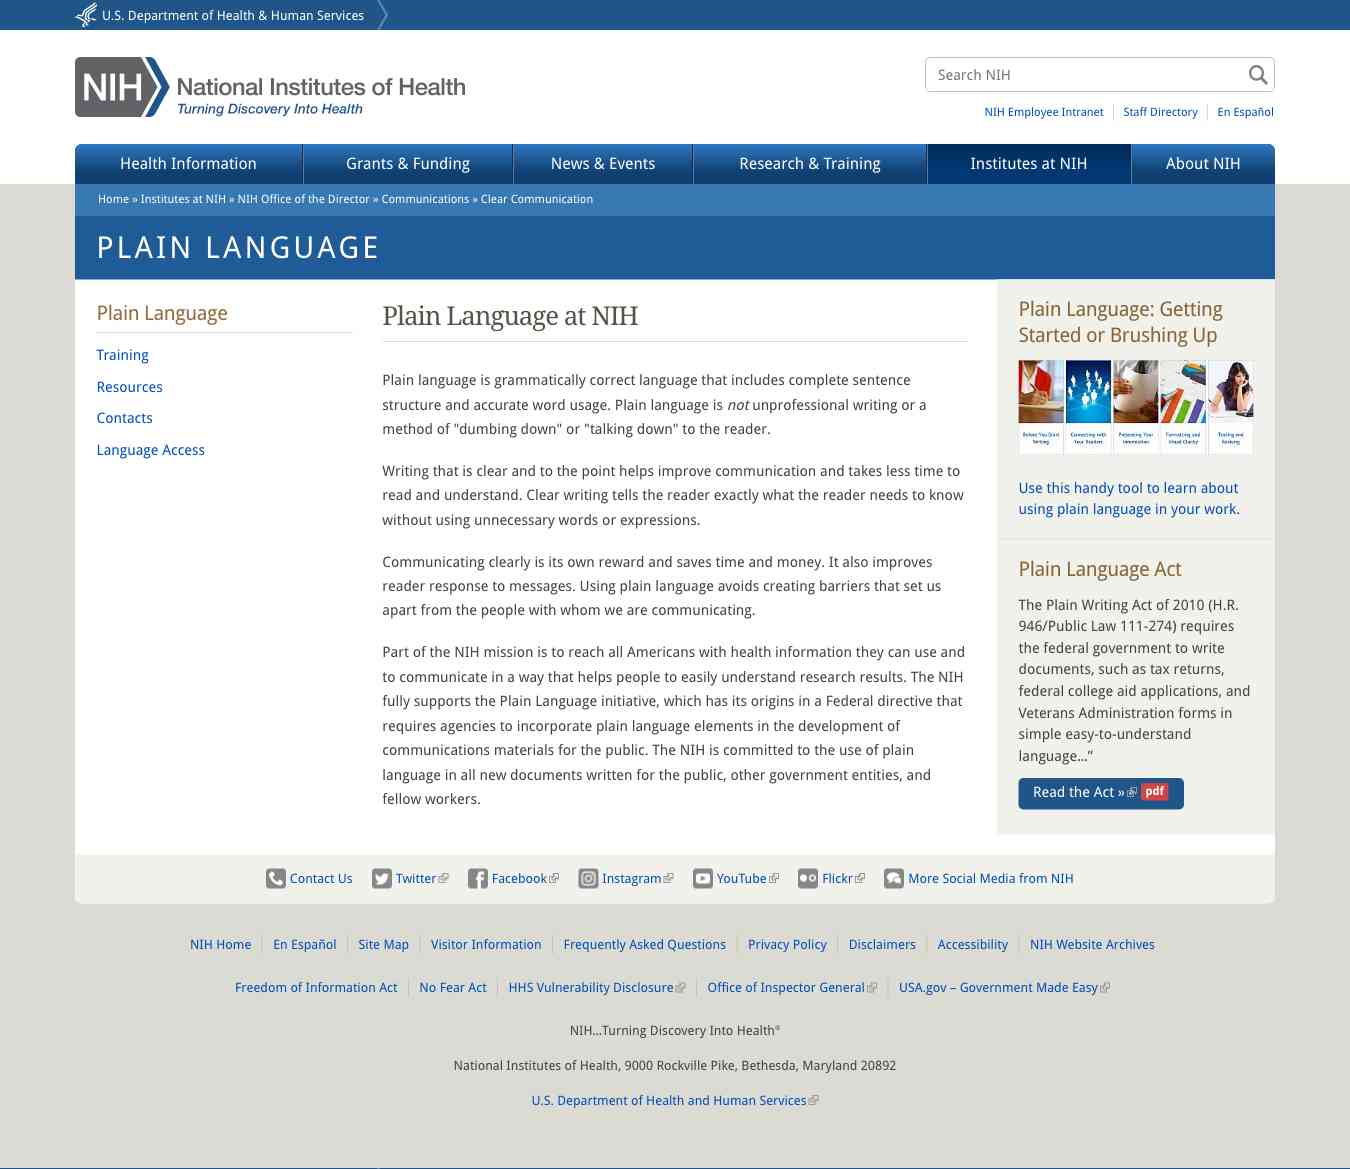 U.S. Department of Health & Human Services
NIH National Institutes of Health
Turning Discovery Into Health
Search NIH
NIH Employee Intranet Staff Directory En Español
Health Information Grants & Funding News & Events Research & Training Institutes at NIH About NIH
Home » Institutes at NIH » NIH Office of the Director » Communications » Clear Communication
PLAIN LANGUAGE
Plain Language
Training
Resources
Contacts
Language Access
Plain Language at NIH
Plain language is grammatically correct language that includes complete sentence
structure and accurate word usage. Plain language is not unprofessional writing or a
method of "dumbing down" or "talking down" to the reader.
Writing that is clear and to the point helps improve communication and takes less time to
read and understand. Clear writing tells the reader exactly what the reader needs to know
without using unnecessary words or expressions.
Communicating clearly is its own reward and saves time and money. It also improves
reader response to messages. Using plain language avoids creating barriers that set us
apart from the people with whom we are communicating.
Part of the NIH mission is to reach all Americans with health information they can use and
to communicate in a way that helps people to easily understand research results. The NIH
fully supports the Plain Language initiative, which has its origins in a Federal directive that
requires agencies to incorporate plain language elements in the development of
communications materials for the public. The NIH is committed to the use of plain
language in all new documents written for the public, other government entities, and
fellow workers.
Plain Language: Getting
Started or Brushing Up
Before You Start Writing
Connecting with Your Readers
Presenting Your Information
Formatting and Visual Clarity
Testing and Revising
Use this handy tool to learn about
using plain language in your work.
Plain Language Act
The Plain Writing Act of 2010 (H.R.
946/Public Law 111-274) requires
the federal government to write
documents, such as tax returns,
federal college aid applications, and
Veterans Administration forms in
simple easy-to-understand
language...”
Read the Act » pdf
Contact Us Twitter Facebook Instagram YouTube Flickr More Social Media from NIH
NIH Home En Español Site Map Visitor Information Frequently Asked Questions Privacy Policy Disclaimers Accessibility NIH Website Archives
Freedom of Information Act No Fear Act HHS Vulnerability Disclosure Office of Inspector General USA.gov – Government Made Easy
NIH...Turning Discovery Into Health®
National Institutes of Health, 9000 Rockville Pike, Bethesda, Maryland 20892
U.S. Department of Health and Human Services